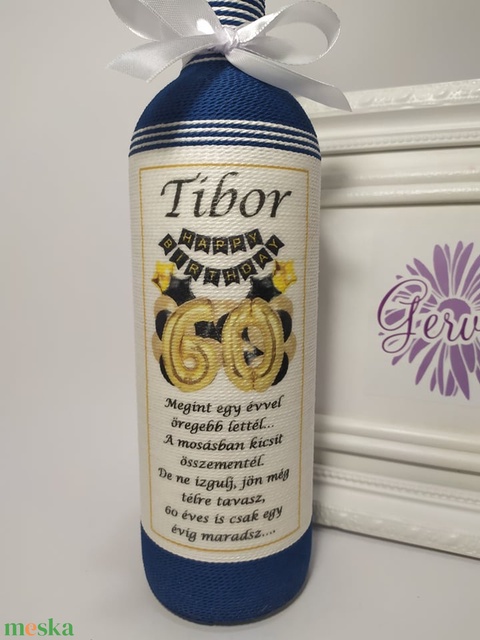 Tibor
HAPPY
BIRTHDAY
60
Megint egy évvel
öregebb lettél...
A mosásban kicsit
összementél.
De ne izgulj, jön még
télre tavasz,
60 éves is csak egy
évig maradsz....
Gerv
meska